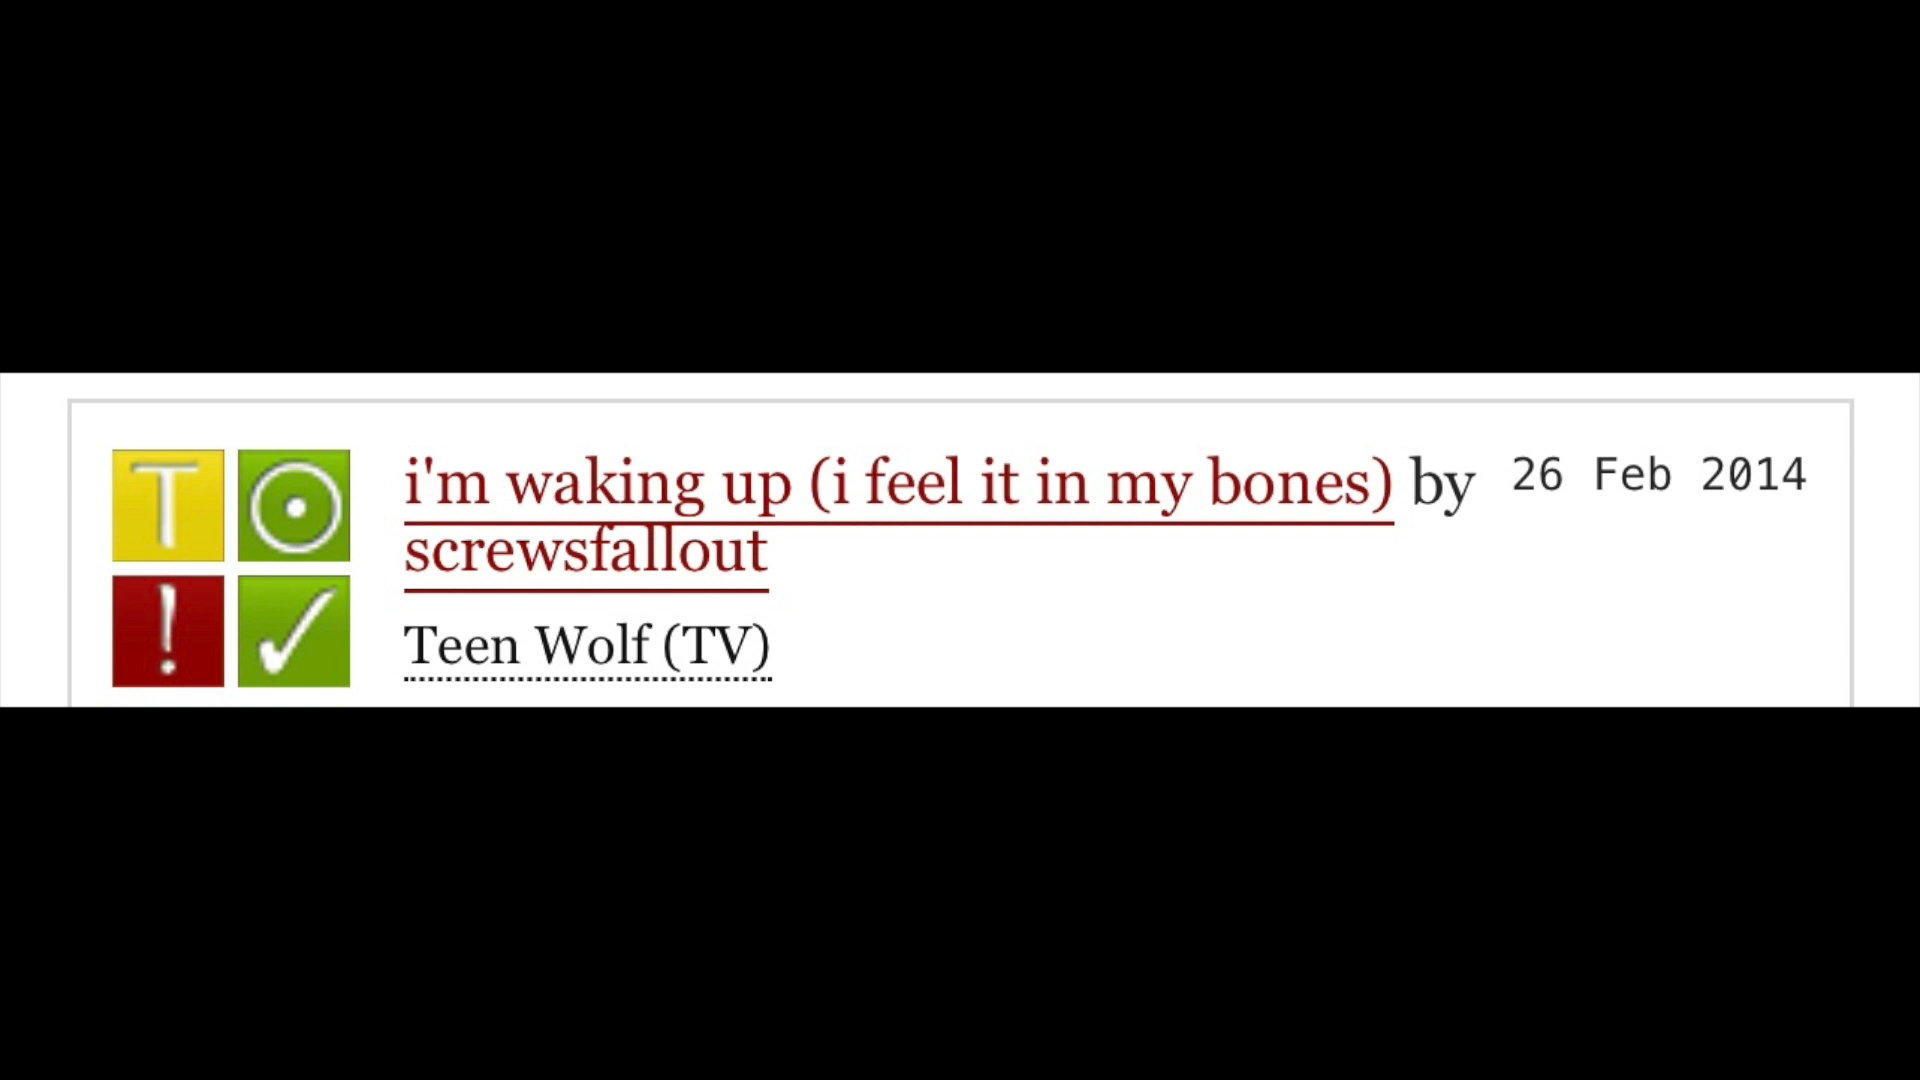 T
!
i'm waking up (i feel it in my bones) by 26 Feb 2014
screwsfallout
Teen Wolf (TV)